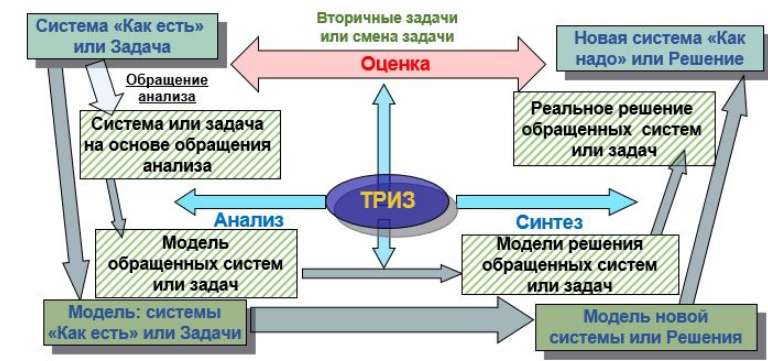 Система «Как есть»
или Задача
Вторичные задачи
или смена задачи
Оценка
Новая система «Как
надо» или Решение
Обращение
анализа
Система или задача
на основе обращения
анализа
Реальное решение
обращенных систем
или задач
ТРИЗ
Анализ
Синтез
Модель
обращенных систем
или задач
Модели решения
обращенных систем
или задач
Модель: системы
«Как есть» или Задачи
Модель новой
системы или Решения